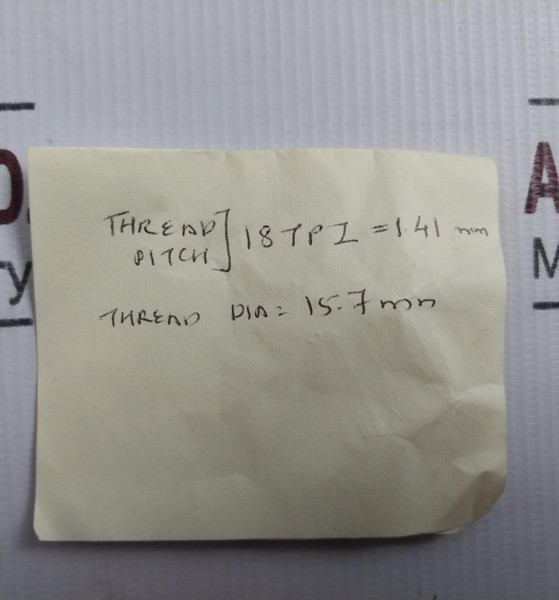 THREAD PITCH ] 18 TPI = 1.41 mm
THREAD DIA = 15.7 mm